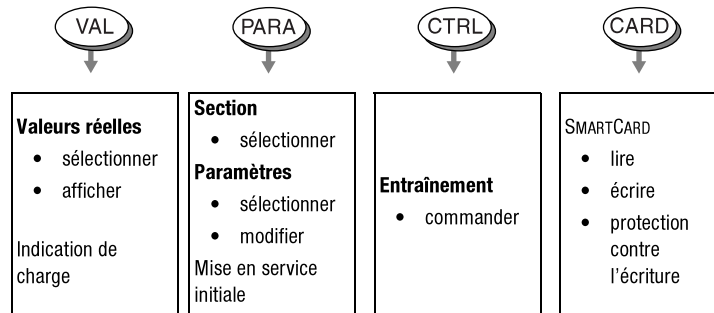 VAL
PARA
CTRL
CARD
Valeurs réelles
• sélectionner
• afficher
Indication de
charge
Section
• sélectionner
Paramètres
• sélectionner
• modifier
Mise en service
initiale
Entraînement
• commander
SMARTCARD
• lire
• écrire
• protection
contre
l'écriture